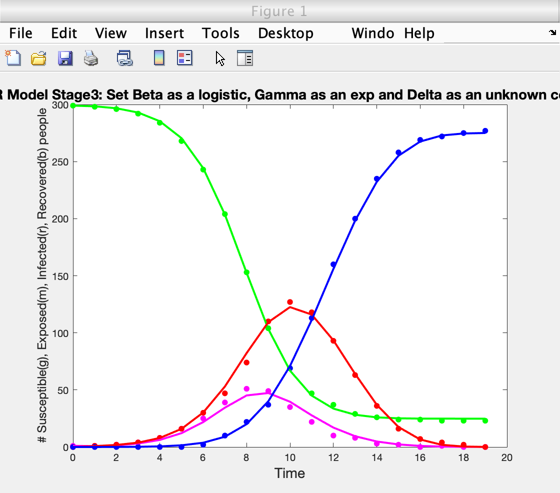 Figure 1
File Edit View Insert Tools Desktop Windo Help
R Model Stage3: Set Beta as a logistic, Gamma as an exp and Delta as an unknown co
# Susceptible(g), Exposed(m), Infected(r), Recovered(b) people
300
250
200
150
100
50
0
0 2 4 6 8 10 12 14 16 18 20
Time